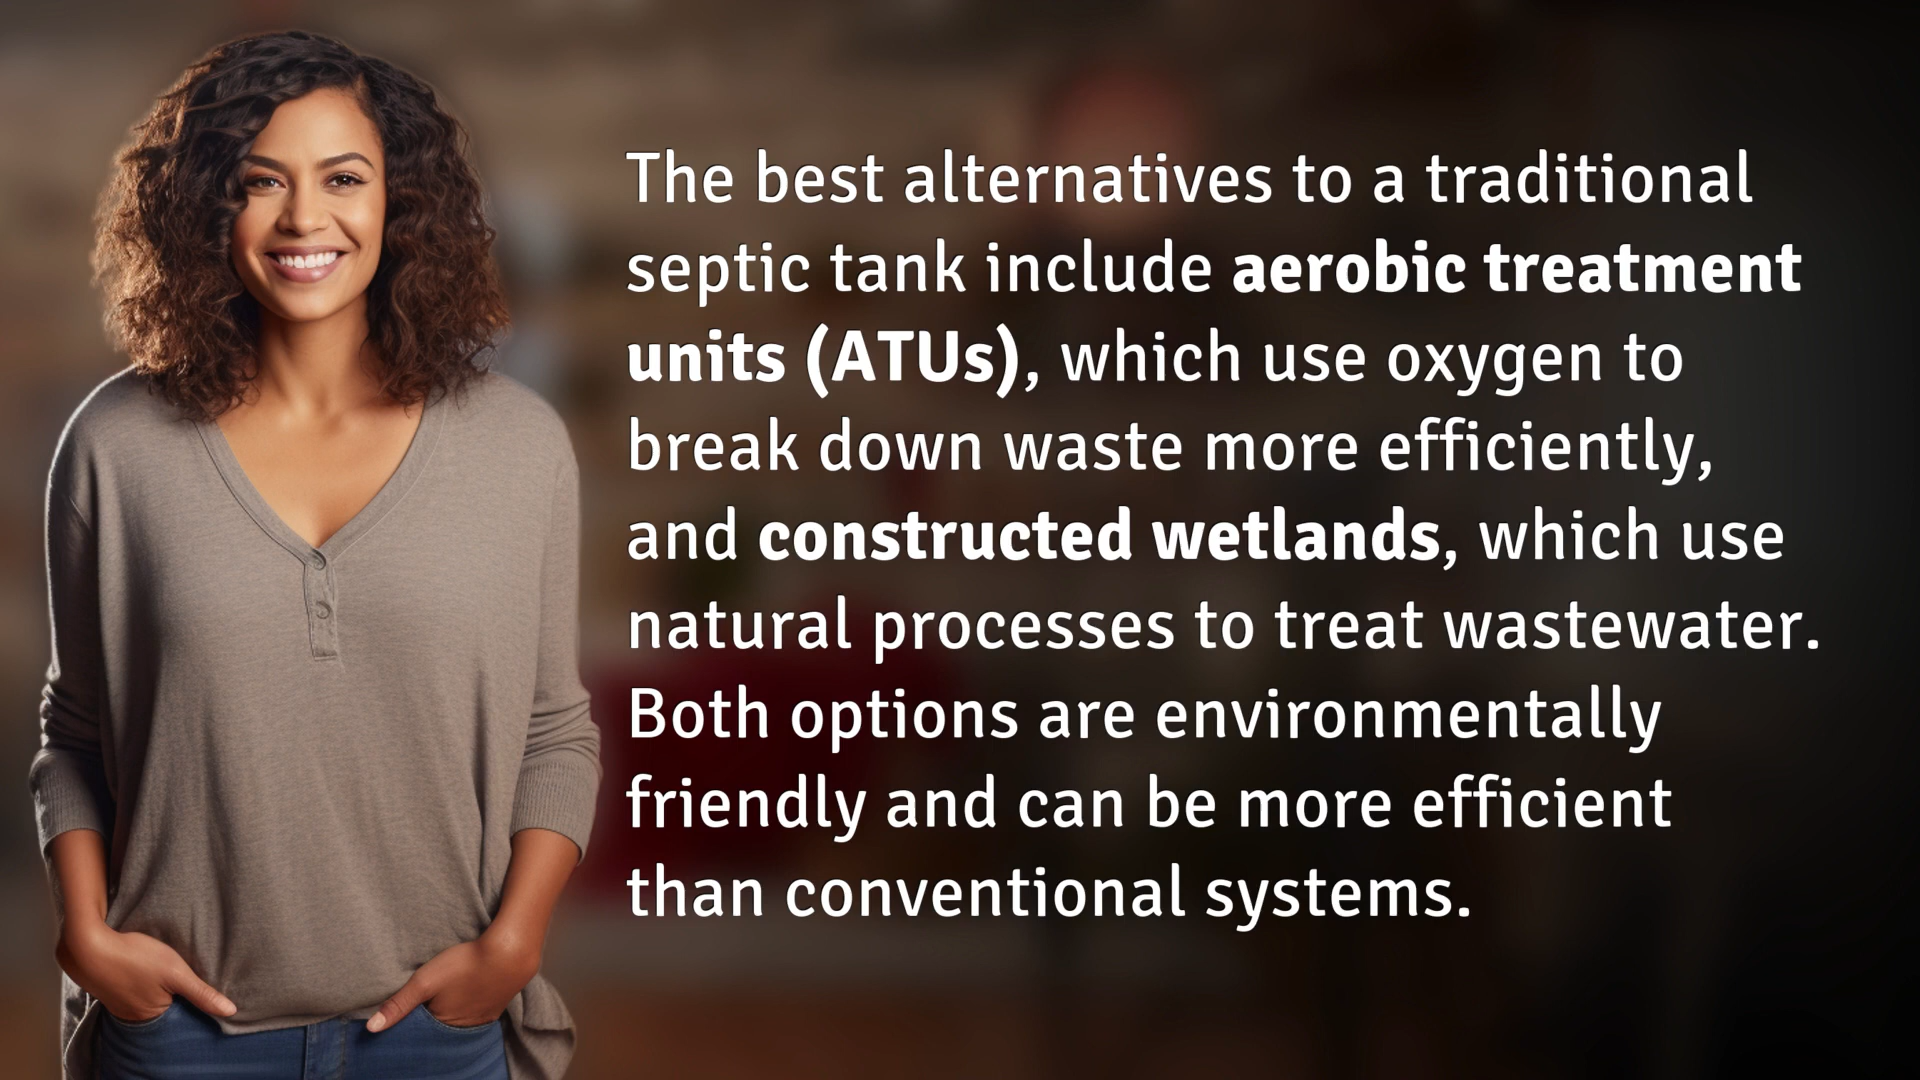 The best alternatives to a traditional
septic tank include aerobic treatment
units (ATUs), which use oxygen to
break down waste more efficiently,
and constructed wetlands, which use
natural processes to treat wastewater.
Both options are environmentally
friendly and can be more efficient
than conventional systems.